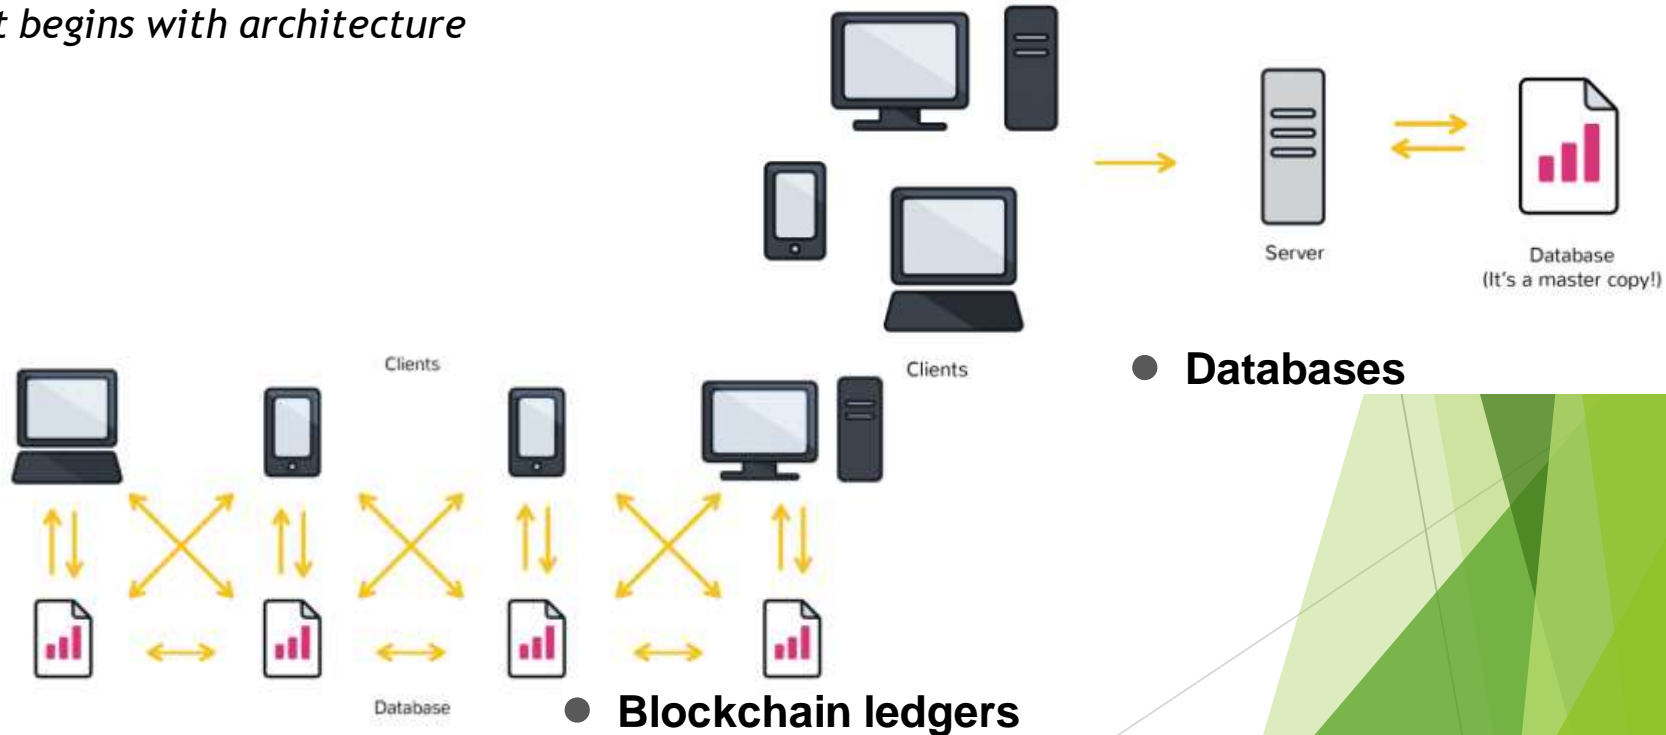 t begins with architecture
Server
Database
(It's a master copy!)
Clients
Clients
● Databases
Database
● Blockchain ledgers